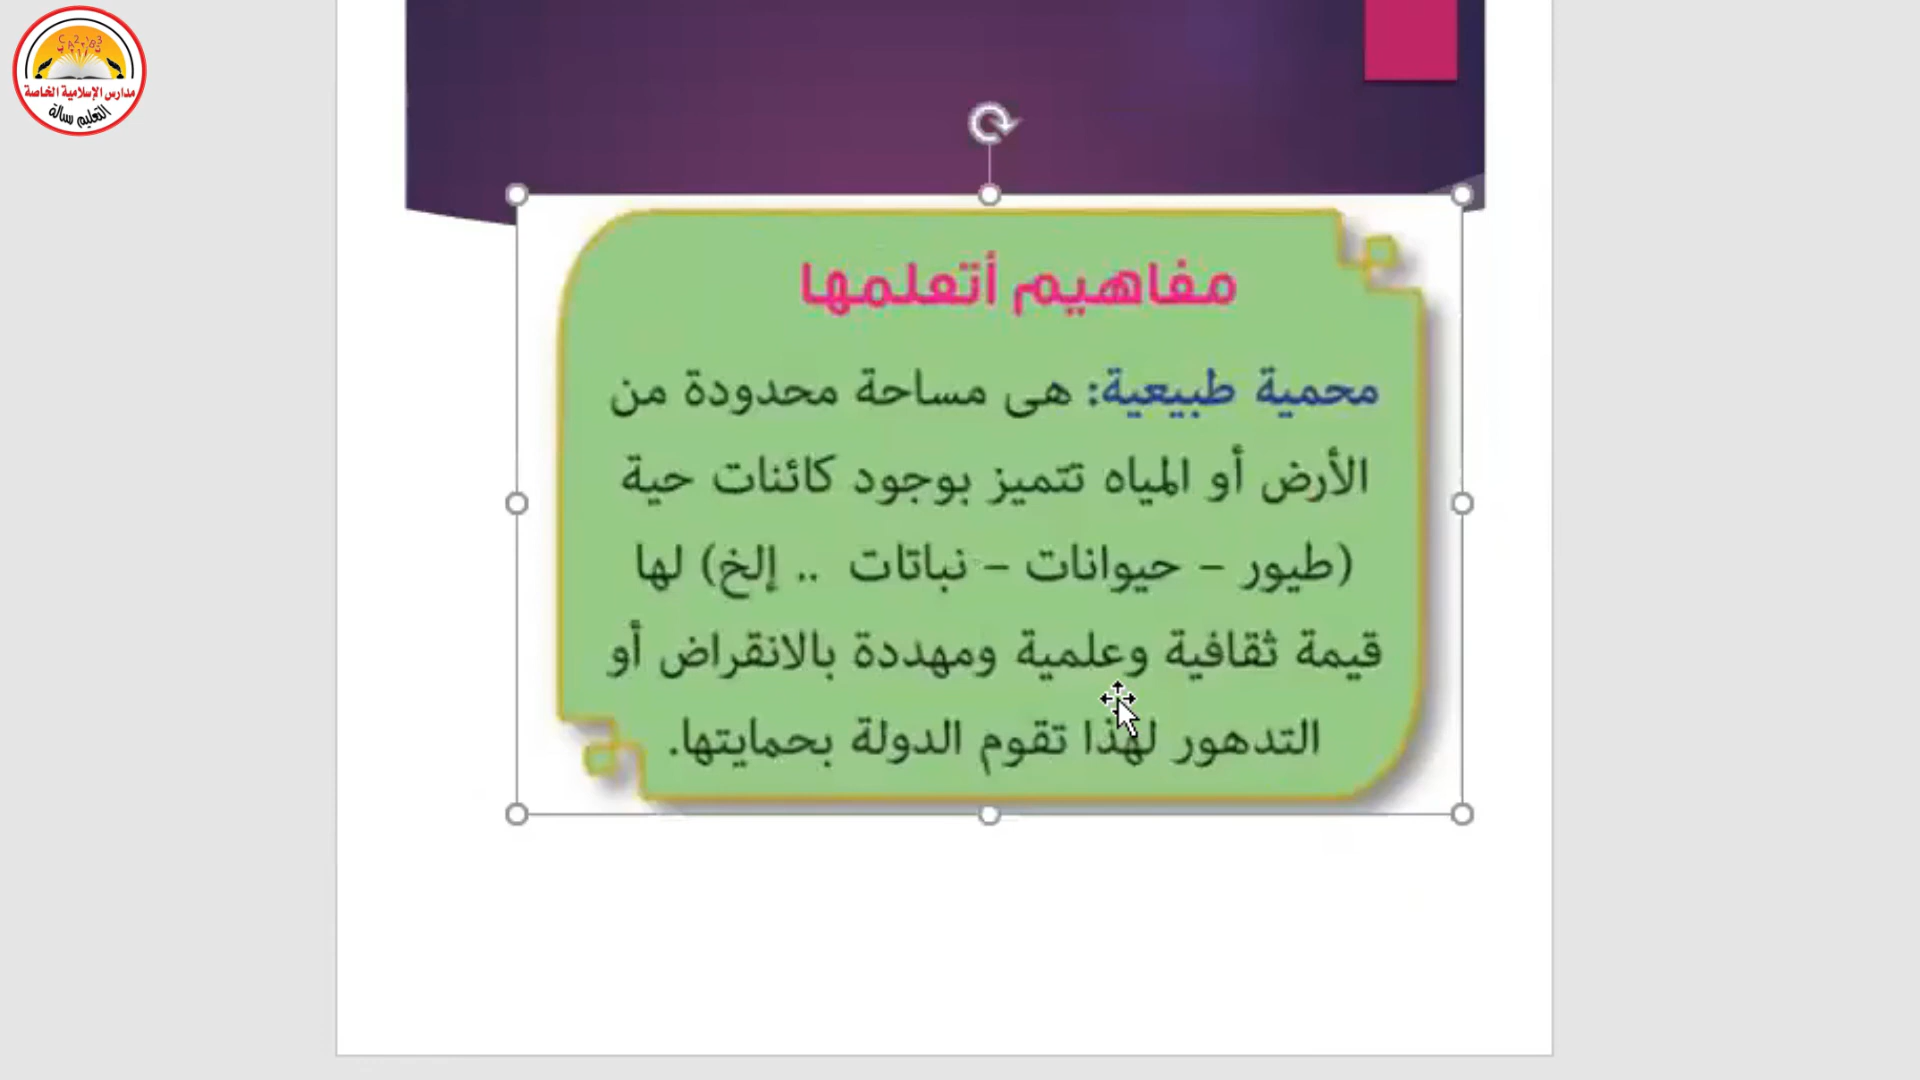 مدارس الإسلامية الخاصة
التعليم رسالة
مفاهيم أتعلمها
محمية طبيعية: هى مساحة محدودة من
الأرض أو المياه تتميز بوجود كائنات حية
(طيور – حيوانات – نباتات .. إلخ) لها
قيمة ثقافية وعلمية ومهددة بالانقراض أو
التدهور لهذا تقوم الدولة بحمايتها.